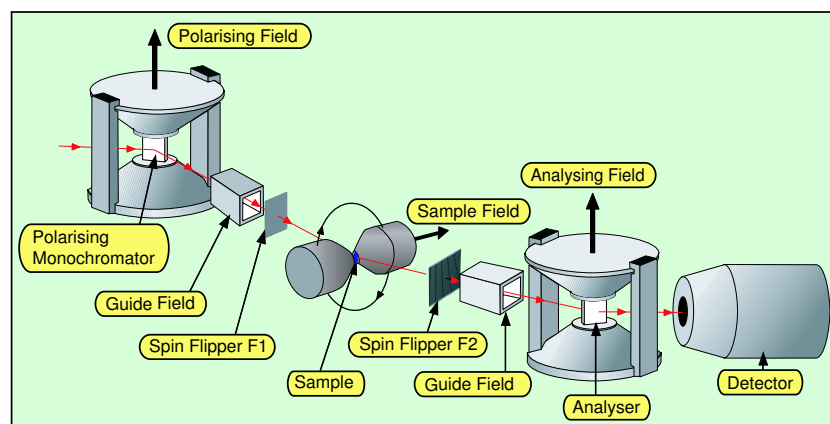 Polarising Field
Analysing Field
Sample Field
Polarising
Monochromator
Guide Field
Spin Flipper F1
Sample
Spin Flipper F2
Guide Field
Analyser
Detector